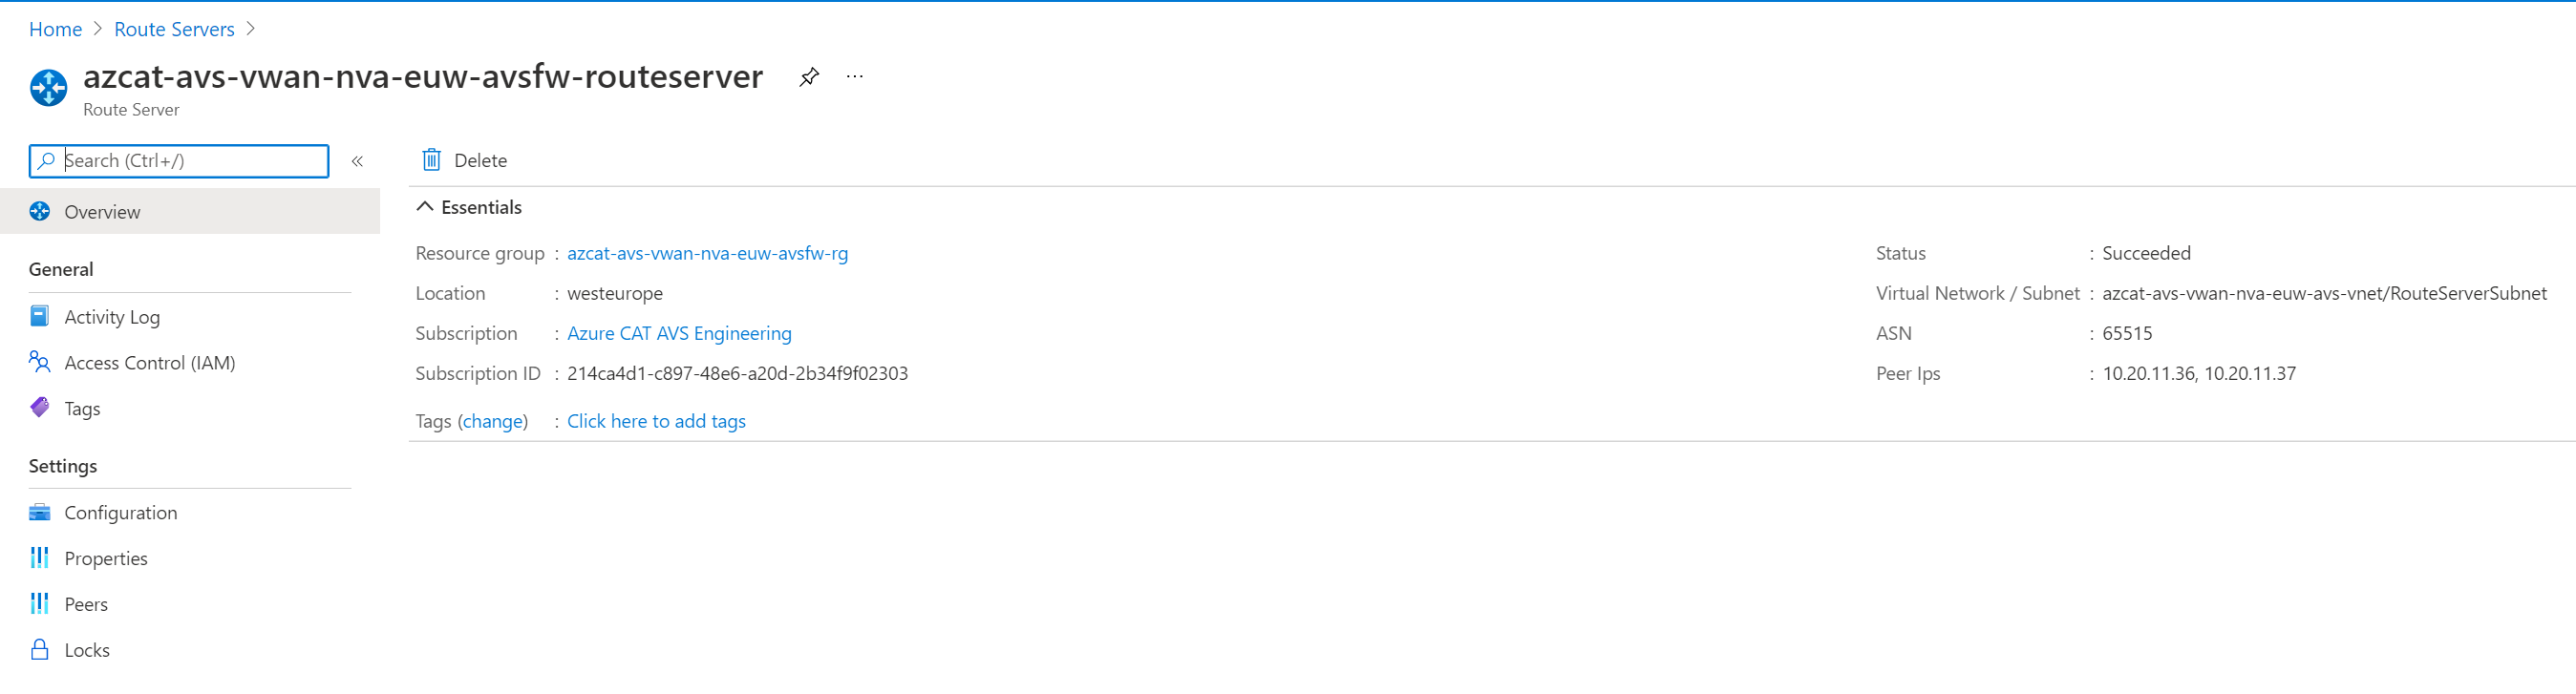 Home > Route Servers >
azcat-avs-vwan-nva-euw-avsfw-routeserver ...
Route Server
Search (Ctrl+/) «
Delete
Overview
General
Activity Log
Access Control (IAM)
Tags
Settings
Configuration
Properties
Peers
Locks
Essentials
Resource group : azcat-avs-vwan-nva-euw-avsfw-rg
Location : westeurope
Subscription : Azure CAT AVS Engineering
Subscription ID : 214ca4d1-c897-48e6-a20d-2b34f9f02303
Tags (change) : Click here to add tags
Status : Succeeded
Virtual Network / Subnet : azcat-avs-vwan-nva-euw-avs-vnet/RouteServerSubnet
ASN : 65515
Peer Ips : 10.20.11.36, 10.20.11.37